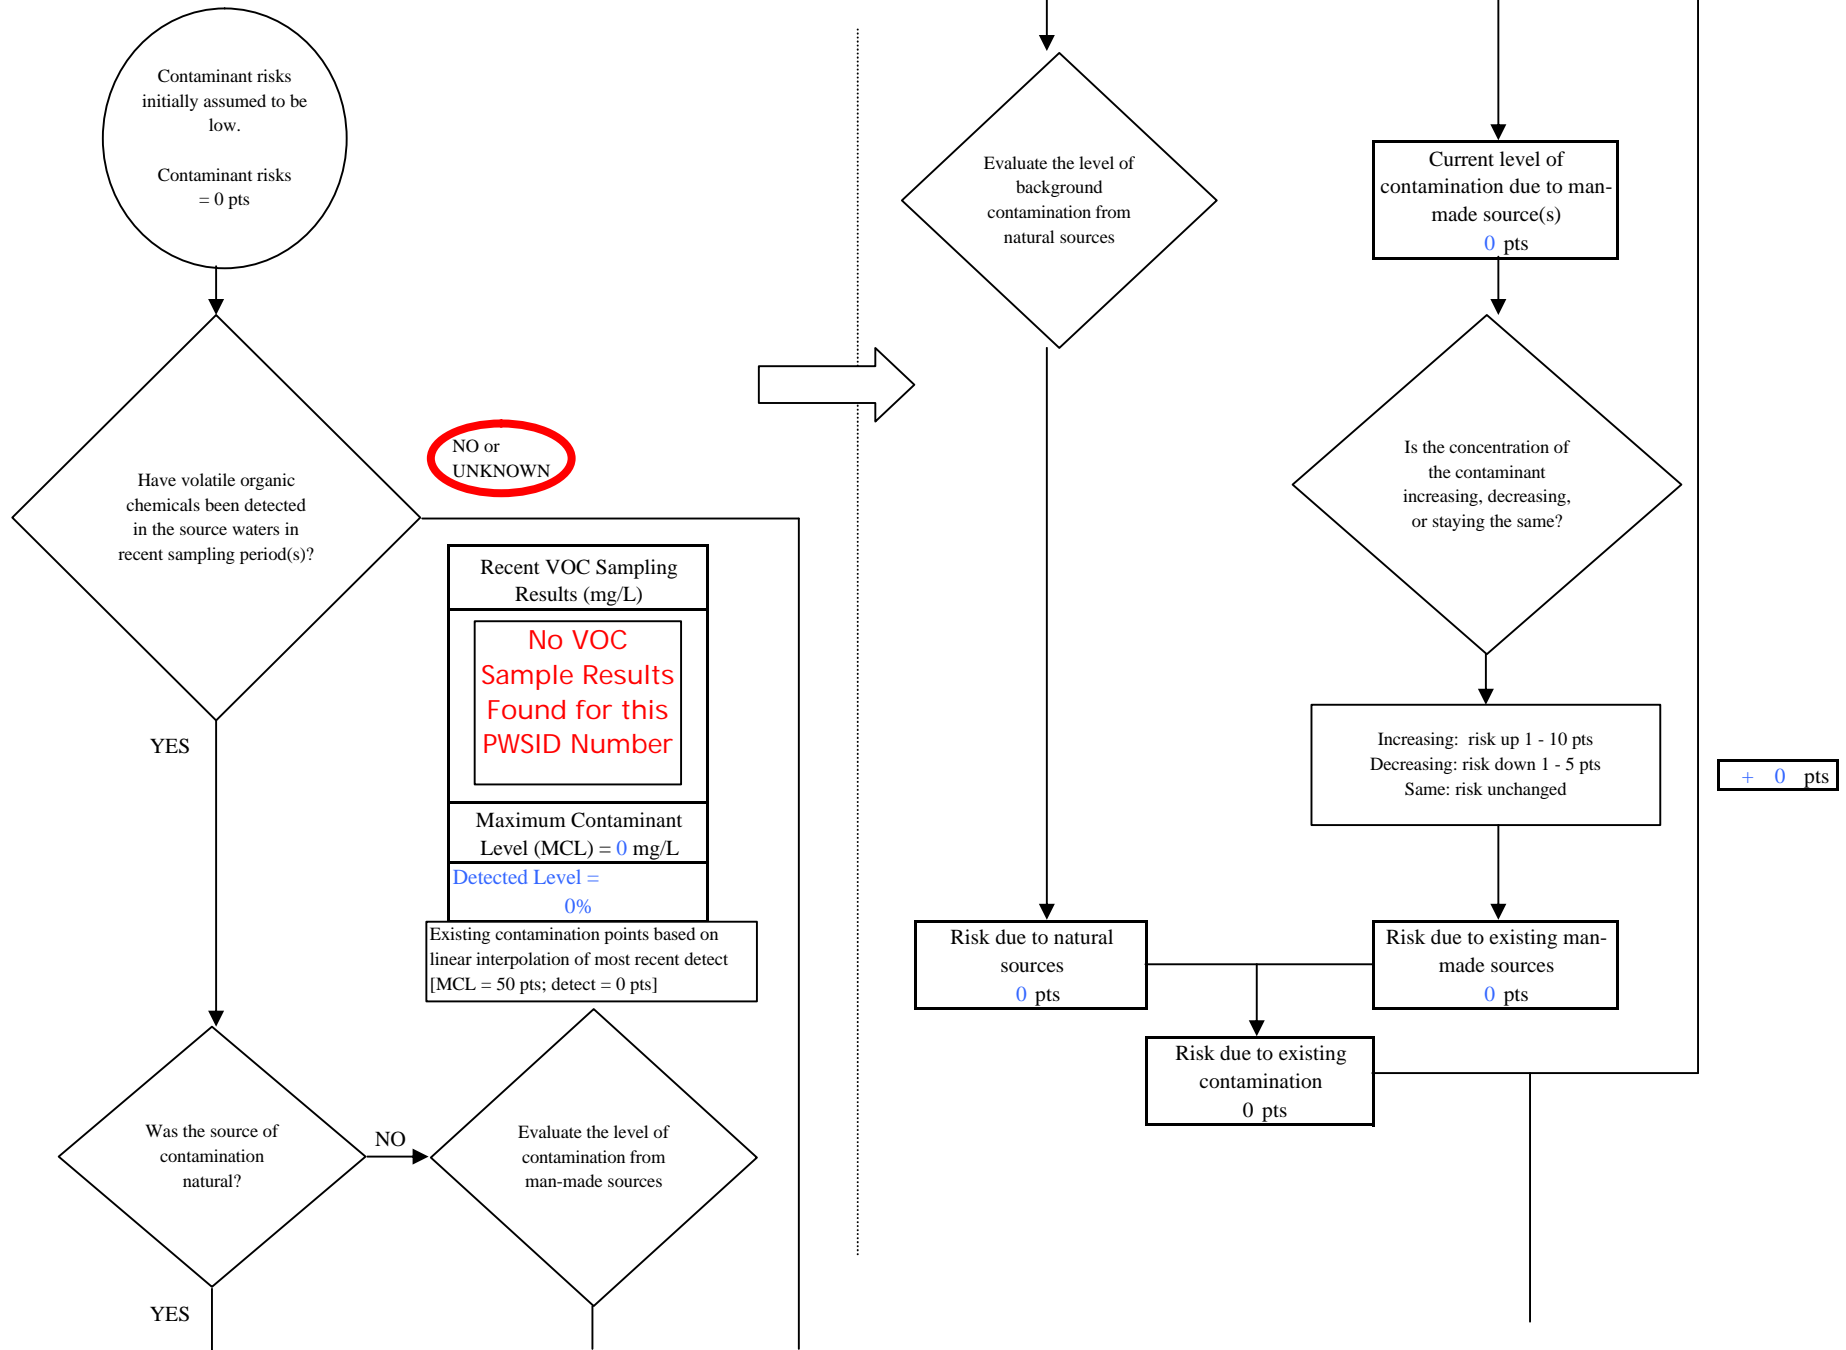 Contaminant risks
initially assumed to be
low.
Contaminant risks
= 0 pts
Have volatile organic
chemicals been detected
in the source waters in
recent sampling period(s)?
NO or
UNKNOWN
YES
Recent VOC Sampling
Results (mg/L)
No VOC
Sample Results
Found for this
PWSID Number
Maximum Contaminant
Level (MCL) = 0 mg/L
Detected Level =
0%
Existing contamination points based on
linear interpolation of most recent detect
[MCL = 50 pts; detect = 0 pts]
Was the source of
contamination
natural?
NO
Evaluate the level of
contamination from
man-made sources
YES
Evaluate the level of
background
contamination from
natural sources
Current level of
contamination due to man-
made source(s)
0 pts
Is the concentration of
the contaminant
increasing, decreasing,
or staying the same?
Increasing: risk up 1 - 10 pts
Decreasing: risk down 1 - 5 pts
Same: risk unchanged
+ 0 pts
Risk due to natural
sources
0 pts
Risk due to existing man-
made sources
0 pts
Risk due to existing
contamination
0 pts